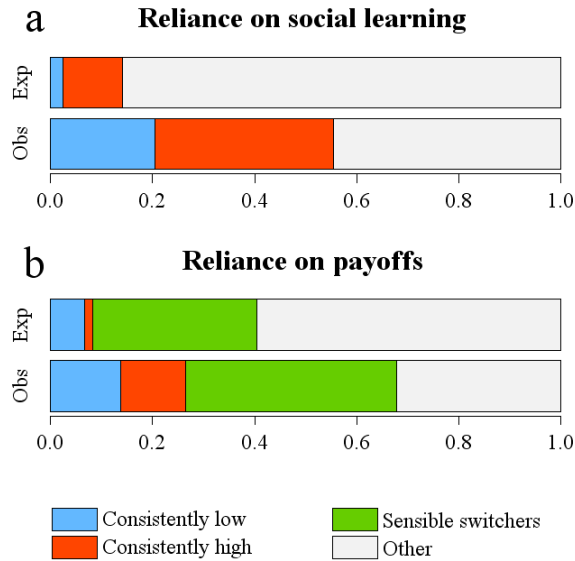 a Reliance on social learning
Exp
Obs
0.0 0.2 0.4 0.6 0.8 1.0
b Reliance on payoffs
Exp
Obs
0.0 0.2 0.4 0.6 0.8 1.0
Consistently low Sensible switchers
Consistently high Other